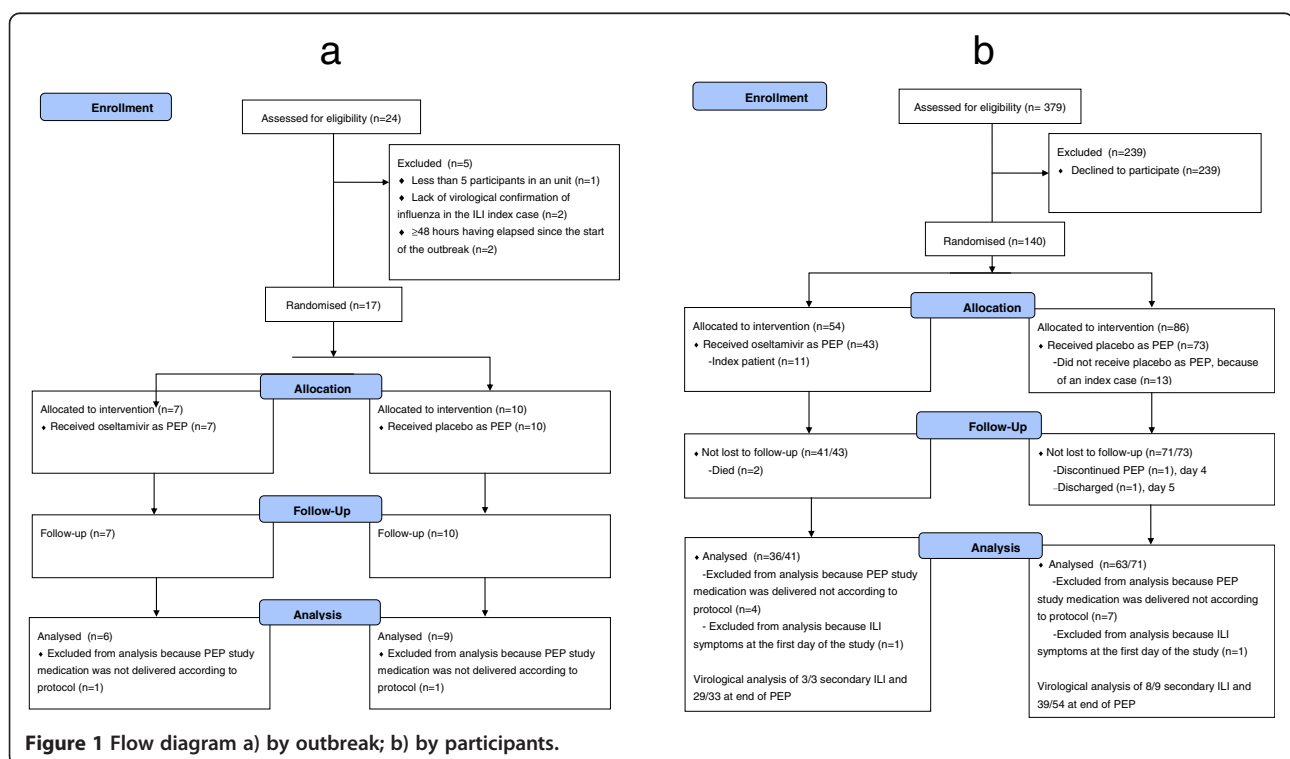 a
Enrollment
Assessed for eligibility (n=24)
Excluded (n=5)
♦ Less than 5 participants in an unit (n=1)
♦ Lack of virological confirmation of
influenza in the ILI index case (n=2)
♦ ≥48 hours having elapsed since the start
of the outbreak (n=2)
Randomised (n=17)
Allocation
Allocated to intervention (n=7)
♦ Received oseltamivir as PEP (n=7)
Allocated to intervention (n=10)
♦ Received placebo as PEP (n=10)
Follow-Up
Follow-up (n=7)
Follow-up (n=10)
Analysis
Analysed (n=6)
♦ Excluded from analysis because PEP study
medication was not delivered according to
protocol (n=1)
Analysed (n=9)
♦ Excluded from analysis because PEP study
medication was not delivered according to
protocol (n=1)
b
Enrollment
Assessed for eligibility (n= 379)
Excluded (n=239)
♦ Declined to participate (n=239)
Randomised (n=140)
Allocation
Allocated to intervention (n=54)
♦ Received oseltamivir as PEP (n=43)
-Index patient (n=11)
Allocated to intervention (n=86)
♦ Received placebo as PEP (n=73)
-Did not receive placebo as PEP, because
of an index case (n=13)
Follow-Up
♦ Not lost to follow-up (n=41/43)
-Died (n=2)
♦ Not lost to follow-up (n=71/73)
-Discontinued PEP (n=1), day 4
-Discharged (n=1), day 5
Analysis
♦ Analysed (n=36/41)
-Excluded from analysis because PEP study
medication was delivered not according to
protocol (n=4)
- Excluded from analysis because ILI
symptoms at the first day of the study (n=1)
Virological analysis of 3/3 secondary ILI and
29/33 at end of PEP
♦ Analysed (n=63/71)
-Excluded from analysis because PEP
study medication was delivered not according
to protocol (n=7)
-Excluded from analysis because ILI
symptoms at the first day of the study (n=1)
Virological analysis of 8/9 secondary ILI and
39/54 at end of PEP
Figure 1 Flow diagram a) by outbreak; b) by participants.